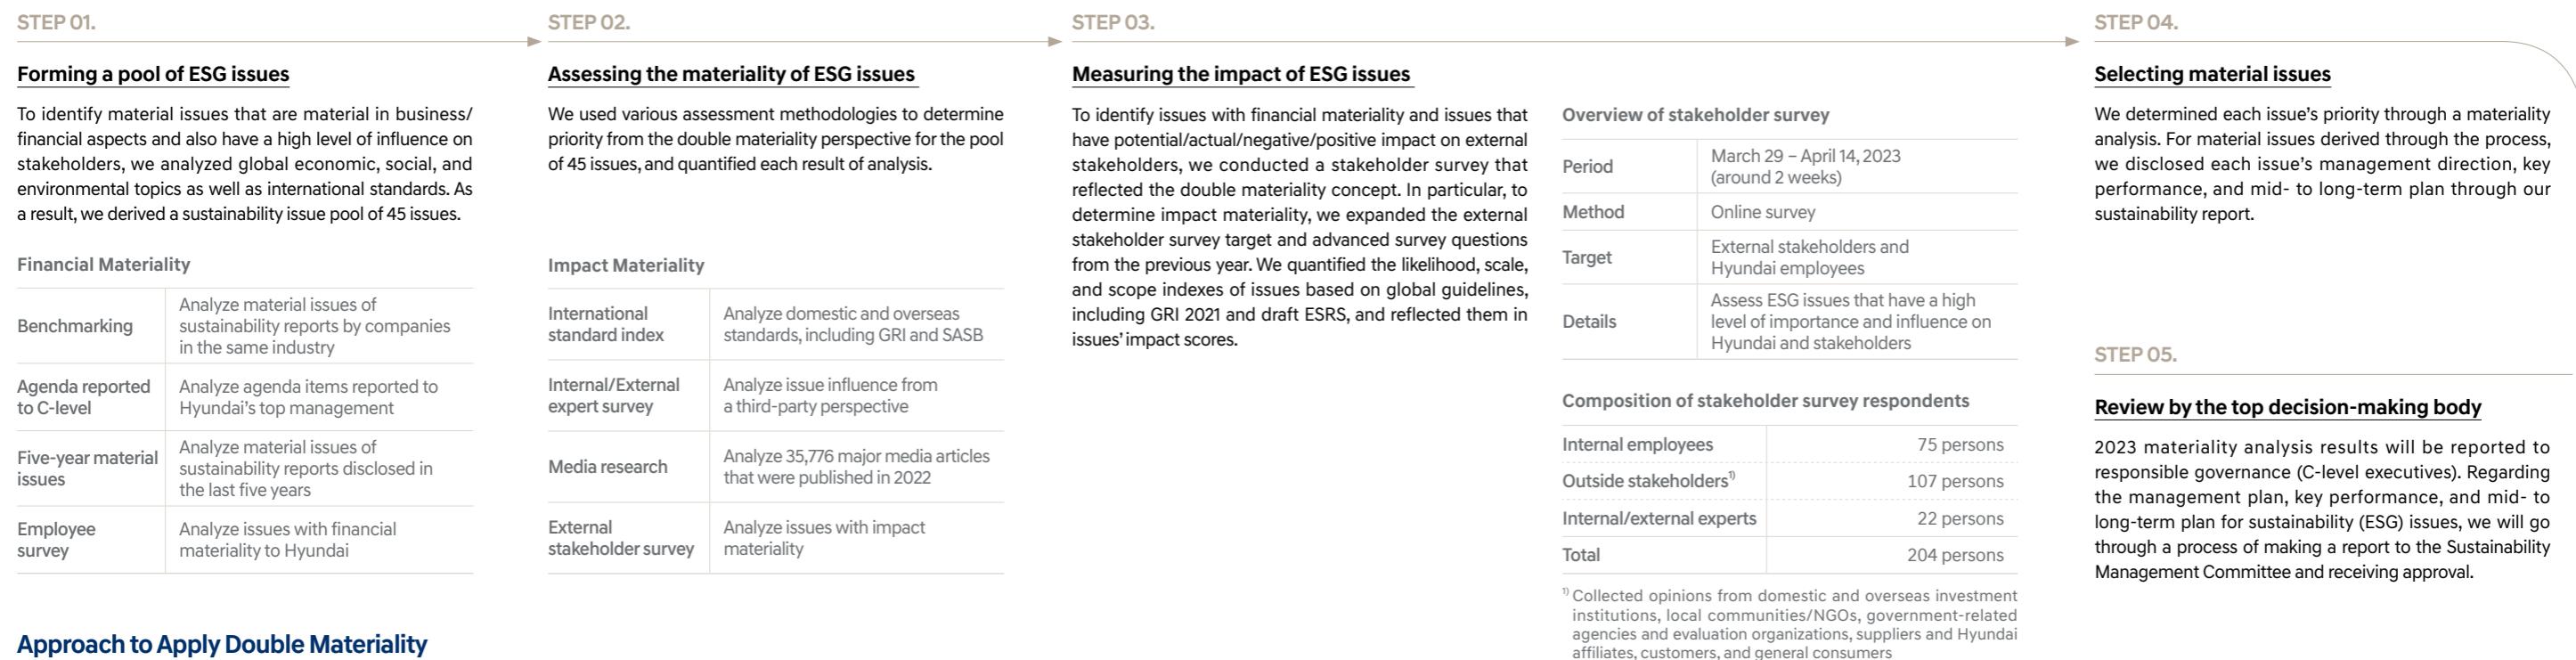 STEP 01.
Forming a pool of ESG issues
To identify material issues that are material in business/
financial aspects and also have a high level of influence on
stakeholders, we analyzed global economic, social, and
environmental topics as well as international standards. As
a result, we derived a sustainability issue pool of 45 issues.
Financial Materiality
Benchmarking
Analyze material issues of
sustainability reports by companies
in the same industry
Agenda reported
to C-level
Analyze agenda items reported to
Hyundai's top management
Five-year material
issues
Analyze material issues of
sustainability reports disclosed in
the last five years
Employee
survey
Analyze issues with financial
materiality to Hyundai
STEP 02.
Assessing the materiality of ESG issues
We used various assessment methodologies to determine
priority from the double materiality perspective for the pool
of 45 issues, and quantified each result of analysis.
Impact Materiality
International
standard index
Analyze domestic and overseas
standards, including GRI and SASB
Internal/External
expert survey
Analyze issue influence from
a third-party perspective
Media research
Analyze 35,776 major media articles
that were published in 2022
External
stakeholder survey
Analyze issues with impact
materiality
STEP 03.
Measuring the impact of ESG issues
To identify issues with financial materiality and issues that
have potential/actual/negative/positive impact on external
stakeholders, we conducted a stakeholder survey that
reflected the double materiality concept. In particular, to
determine impact materiality, we expanded the external
stakeholder survey target and advanced survey questions
from the previous year. We quantified the likelihood, scale,
and scope indexes of issues based on global guidelines,
including GRI 2021 and draft ESRS, and reflected them in
issues' impact scores.
Overview of stakeholder survey
Period
March 29 – April 14, 2023
(around 2 weeks)
Method
Online survey
Target
External stakeholders and
Hyundai employees
Details
Assess ESG issues that have a high
level of importance and influence on
Hyundai and stakeholders
Composition of stakeholder survey respondents
Internal employees 75 persons
Outside stakeholders1) 107 persons
Internal/external experts 22 persons
Total 204 persons
1) Collected opinions from domestic and overseas investment
institutions, local communities/NGOs, government-related
agencies and evaluation organizations, suppliers and Hyundai
affiliates, customers, and general consumers
STEP 04.
Selecting material issues
We determined each issue's priority through a materiality
analysis. For material issues derived through the process,
we disclosed each issue's management direction, key
performance, and mid- to long-term plan through our
sustainability report.
STEP 05.
Review by the top decision-making body
2023 materiality analysis results will be reported to
responsible governance (C-level executives). Regarding
the management plan, key performance, and mid- to
long-term plan for sustainability (ESG) issues, we will go
through a process of making a report to the Sustainability
Management Committee and receiving approval.
Approach to Apply Double Materiality